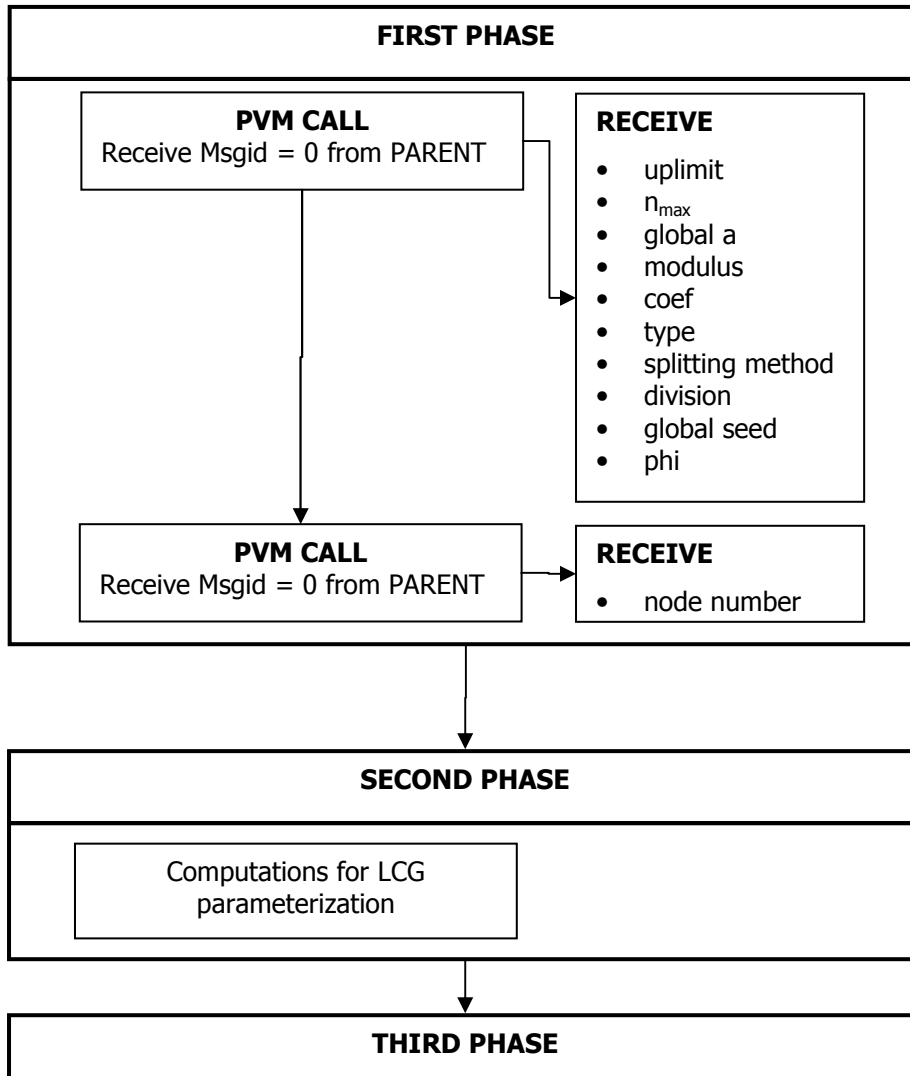 FIRST PHASE
PVM CALL
Receive Msgid = 0 from PARENT
RECEIVE
• uplimit
• nmax
• global a
• modulus
• coef
• type
• splitting method
• division
• global seed
• phi
PVM CALL
Receive Msgid = 0 from PARENT
RECEIVE
• node number
SECOND PHASE
Computations for LCG
parameterization
THIRD PHASE